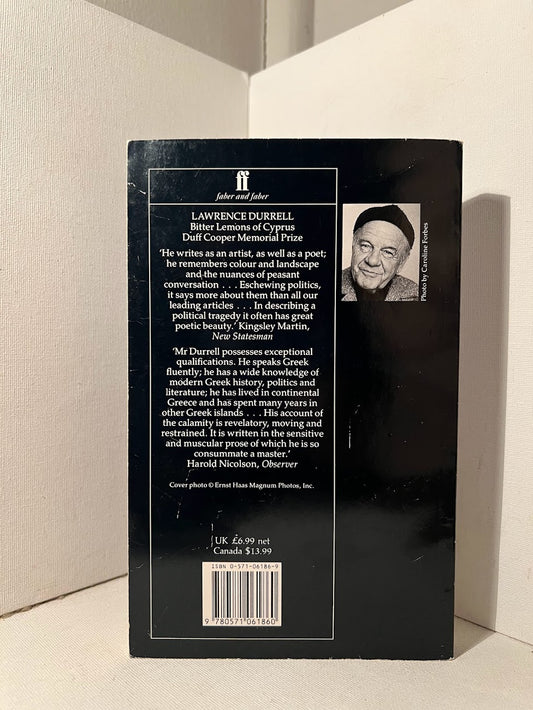 ff
faber and faber
LAWRENCE DURRELL
Bitter Lemons of Cyprus
Duff Cooper Memorial Prize
'He writes as an artist, as well as a poet;
he remembers colour and landscape
and the nuances of peasant
conversation . . . Eschewing politics,
it says more about them than all our
leading articles . . . In describing a
political tragedy it often has great
poetic beauty.' Kingsley Martin,
New Statesman
'Mr Durrell possesses exceptional
qualifications. He speaks Greek
fluently; he has a wide knowledge of
modern Greek history, politics and
literature; he has lived in continental
Greece and has spent many years in
other Greek islands . . . His account of
the calamity is revelatory, moving and
restrained. It is written in the sensitive
and muscular prose of which he is so
consummate a master.'
Harold Nicolson, Observer
Cover photo © Ernst Haas Magnum Photos, Inc.
UK £6.99 net
Canada $13.99
ISBN 0-571-06186-9
9 780571 061860
Photo by Caroline Forbes